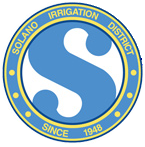 SOLANO IRRIGATION DISTRICT
S
SINCE 1948